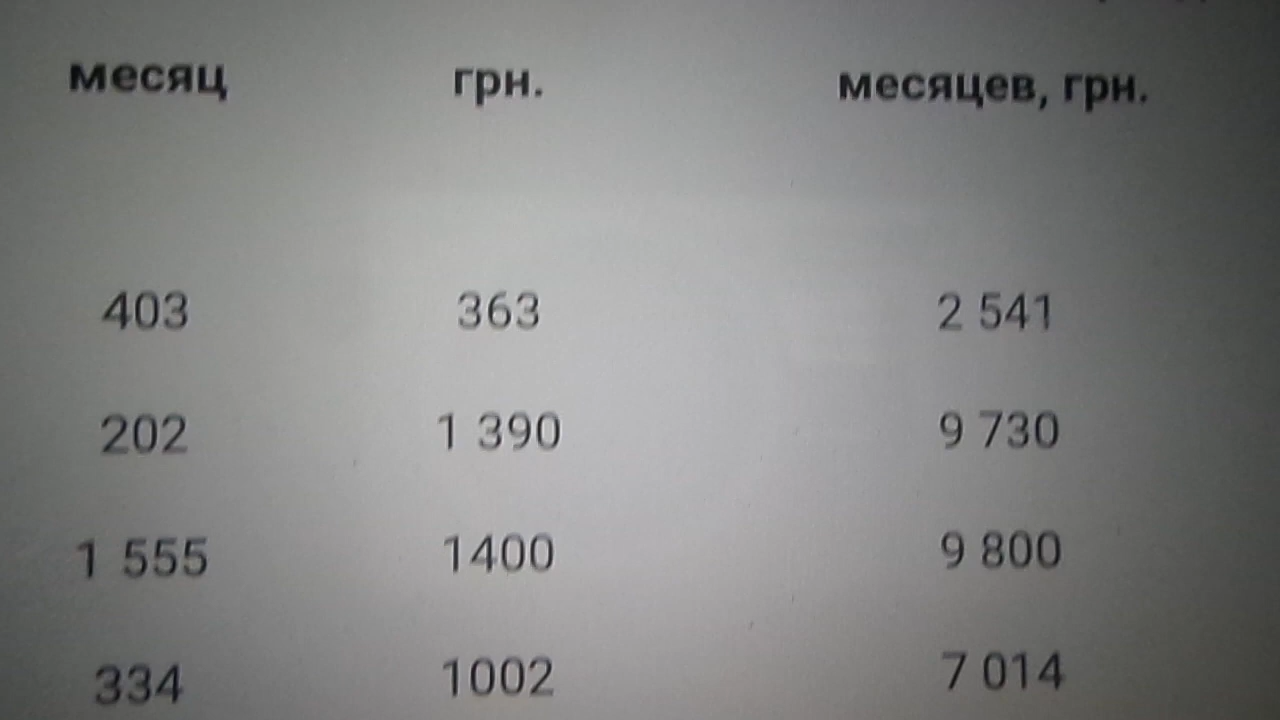 месяц грн. месяцев, грн.
403 363 2 541
202 1 390 9 730
1 555 1400 9 800
334 1002 7 014